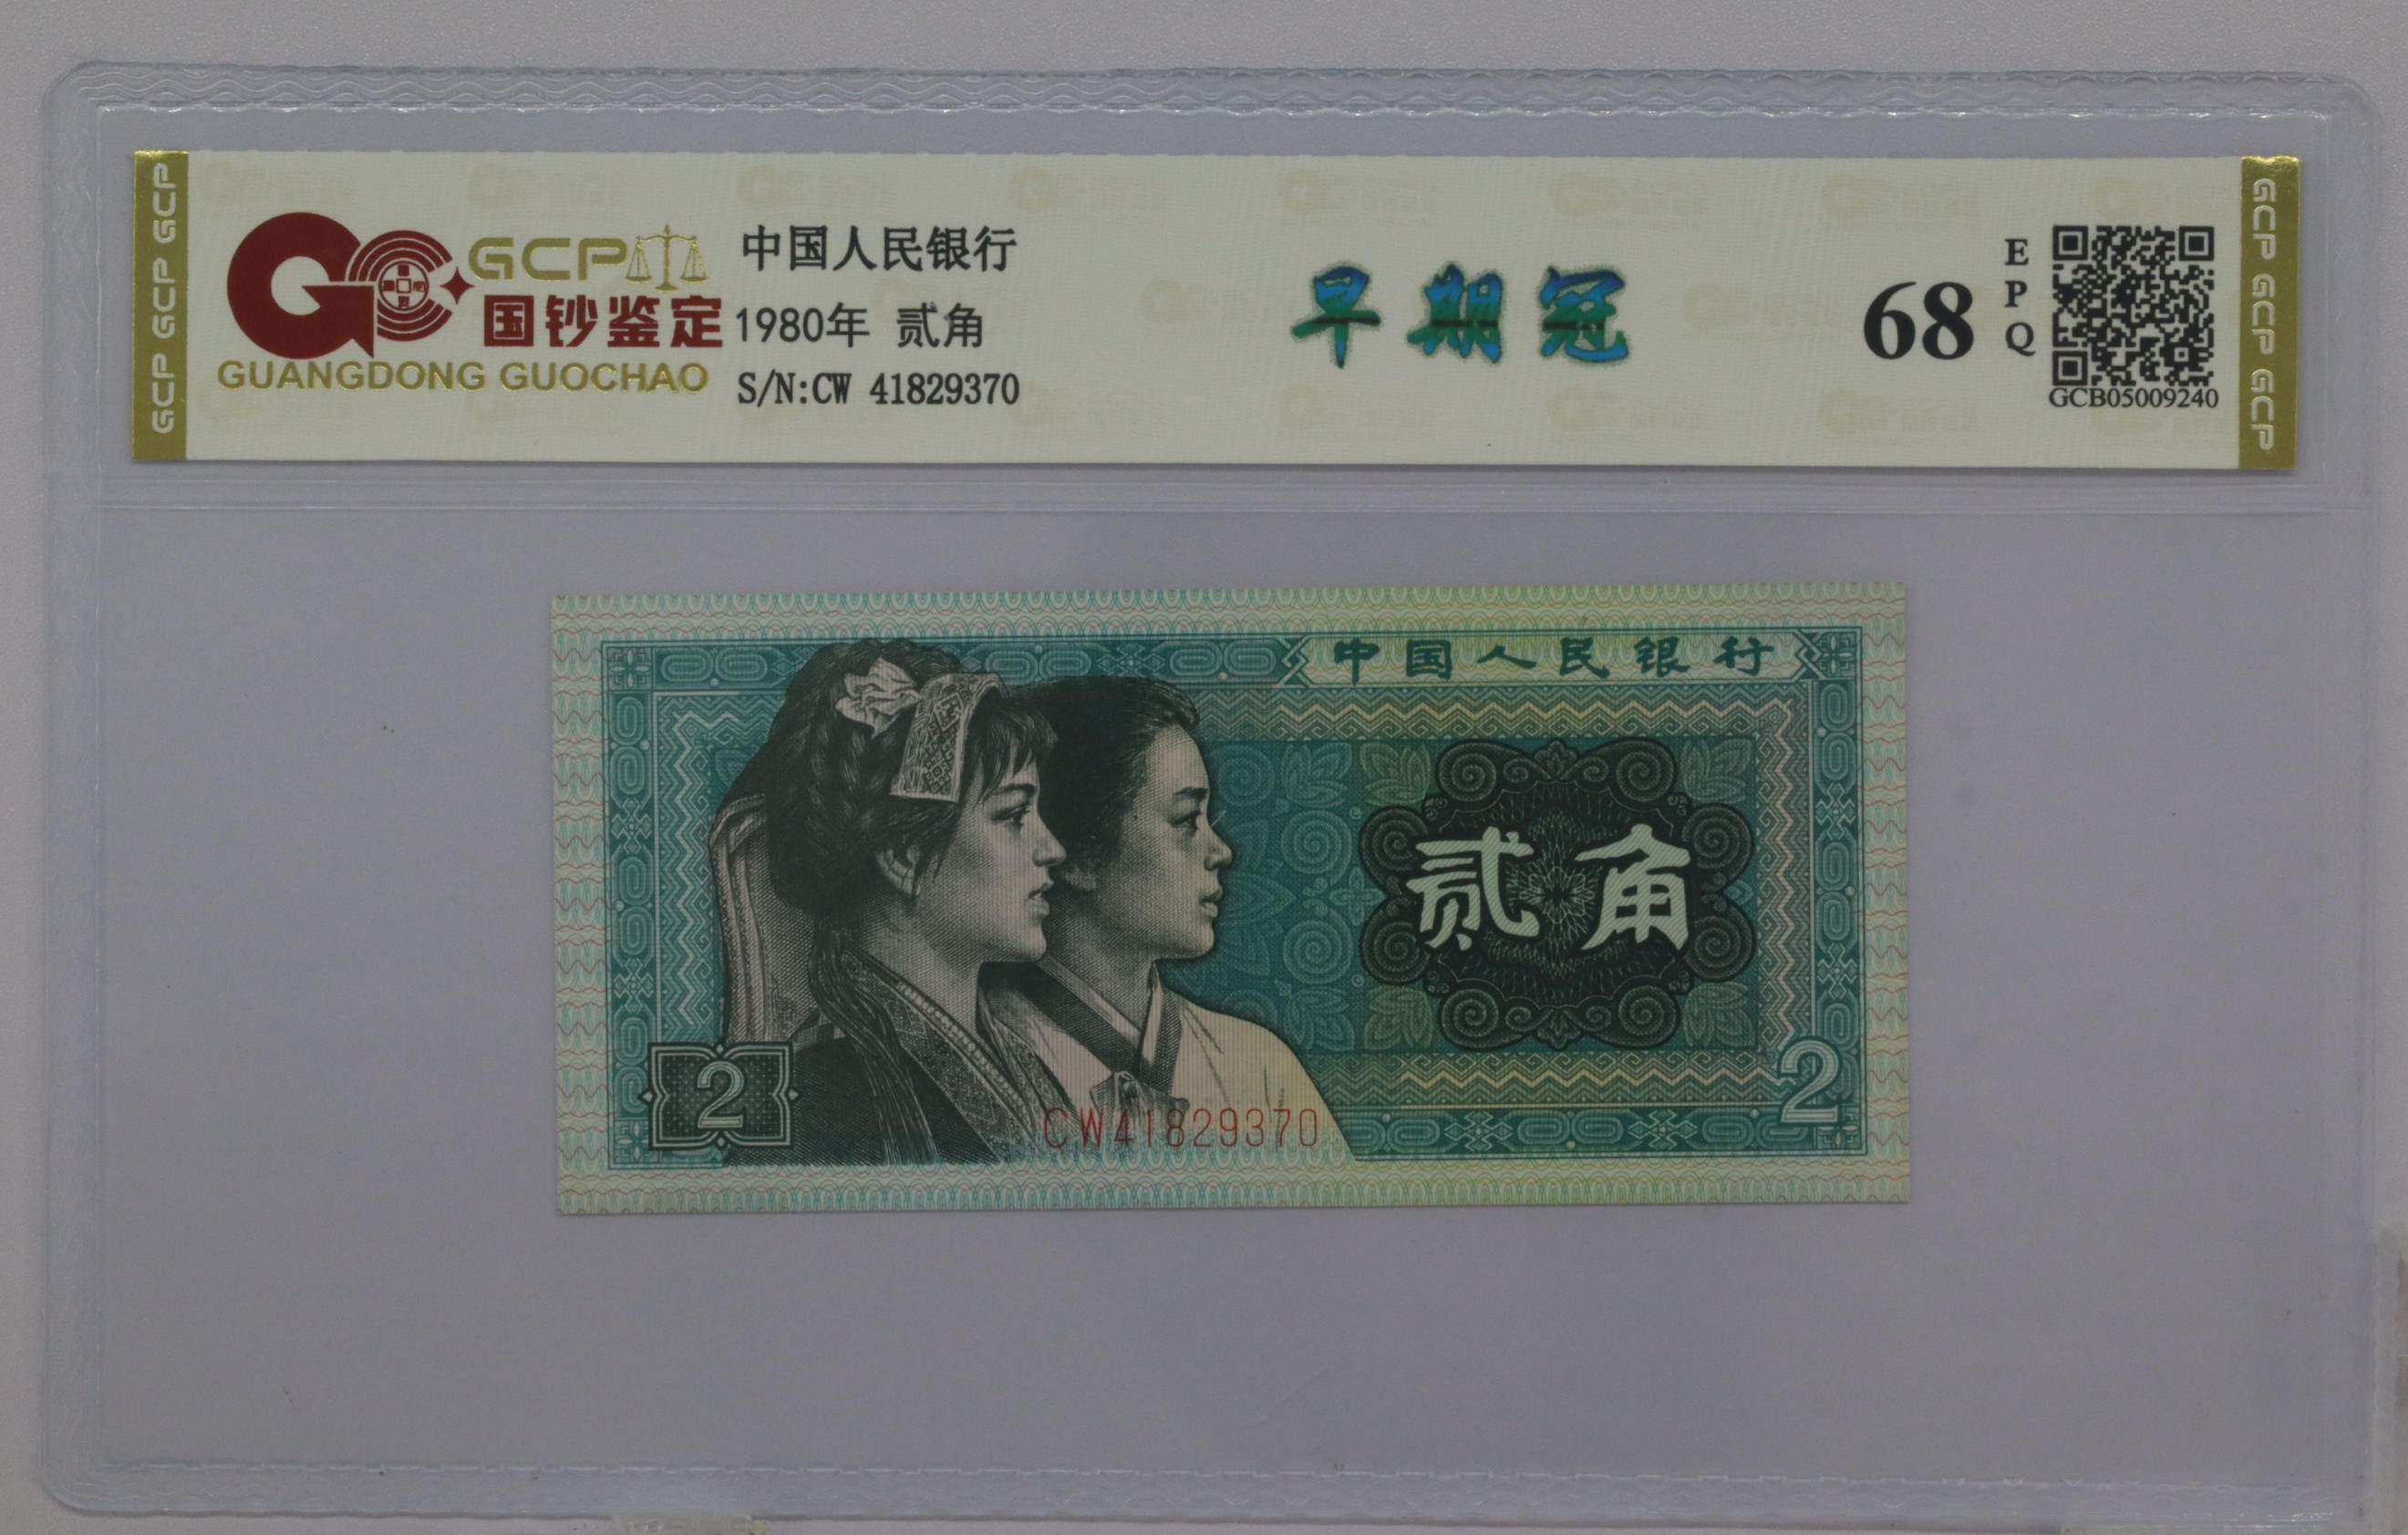 GCP GCP GCP
GCP
国钞鉴定
GUANGDONG GUOCHAO
中国人民银行
1980年 贰角
S/N:CW 41829370
早期冠
68
EPQ
GCB05009240
GCP GCP GCP
中国人民银行
贰角
2
2
CW41829370